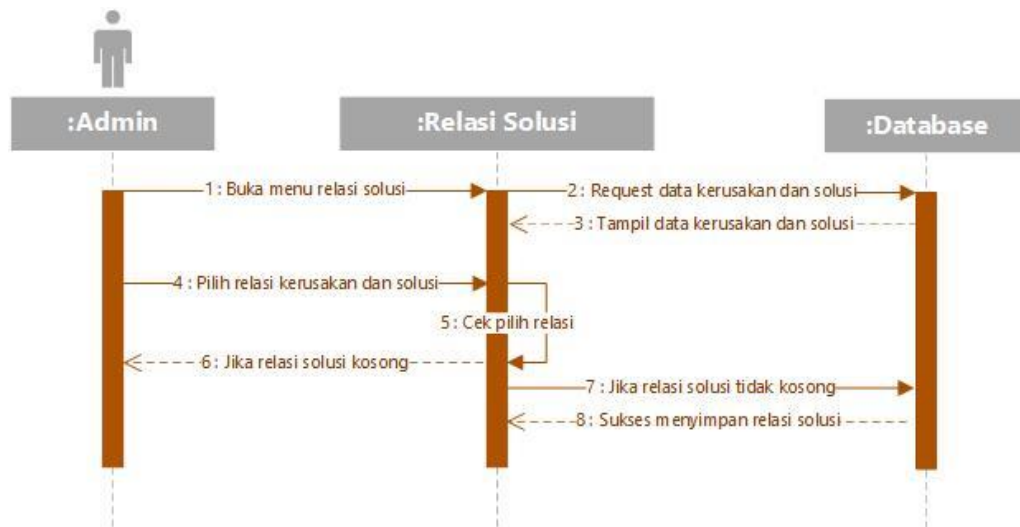 :Admin
:Relasi Solusi
:Database
1 : Buka menu relasi solusi
2 : Request data kerusakan dan solusi
3 : Tampil data kerusakan dan solusi
4 : Pilih relasi kerusakan dan solusi
5 : Cek pilih relasi
6 : Jika relasi solusi kosong
7 : Jika relasi solusi tidak kosong
8 : Sukses menyimpan relasi solusi